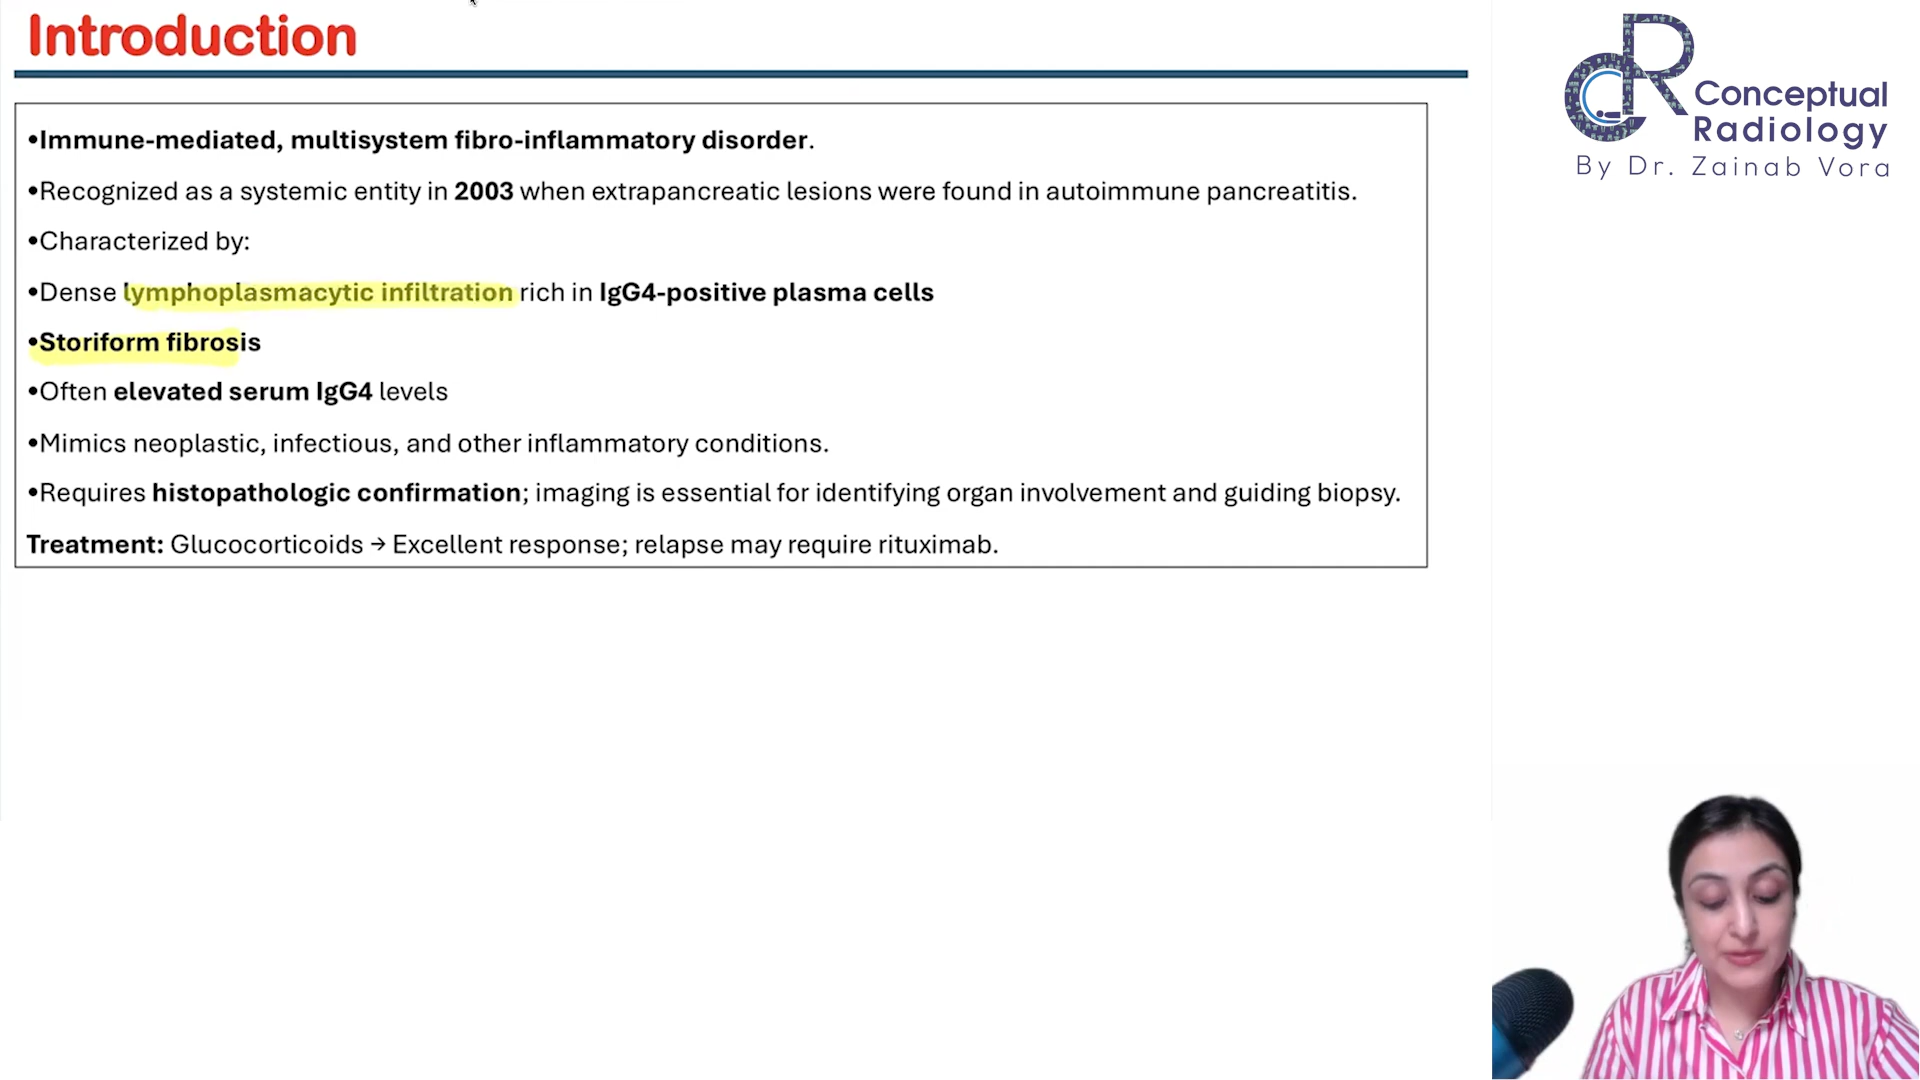 Introduction
•Immune-mediated, multisystem fibro-inflammatory disorder.
•Recognized as a systemic entity in 2003 when extrapancreatic lesions were found in autoimmune pancreatitis.
•Characterized by:
•Dense lymphoplasmacytic infiltration rich in IgG4-positive plasma cells
•Storiform fibrosis
•Often elevated serum IgG4 levels
•Mimics neoplastic, infectious, and other inflammatory conditions.
•Requires histopathologic confirmation; imaging is essential for identifying organ involvement and guiding biopsy.
Treatment: Glucocorticoids → Excellent response; relapse may require rituximab.
CR
Conceptual
Radiology
By Dr. Zainab Vora